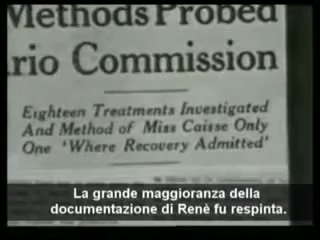 Methods Probed
rio Commission
Eighteen Treatments Investigated
And Method of Miss Caisse Only
One 'Where Recovery Admitted'
La grande maggioranza della
documentazione di Renè fu respinta.